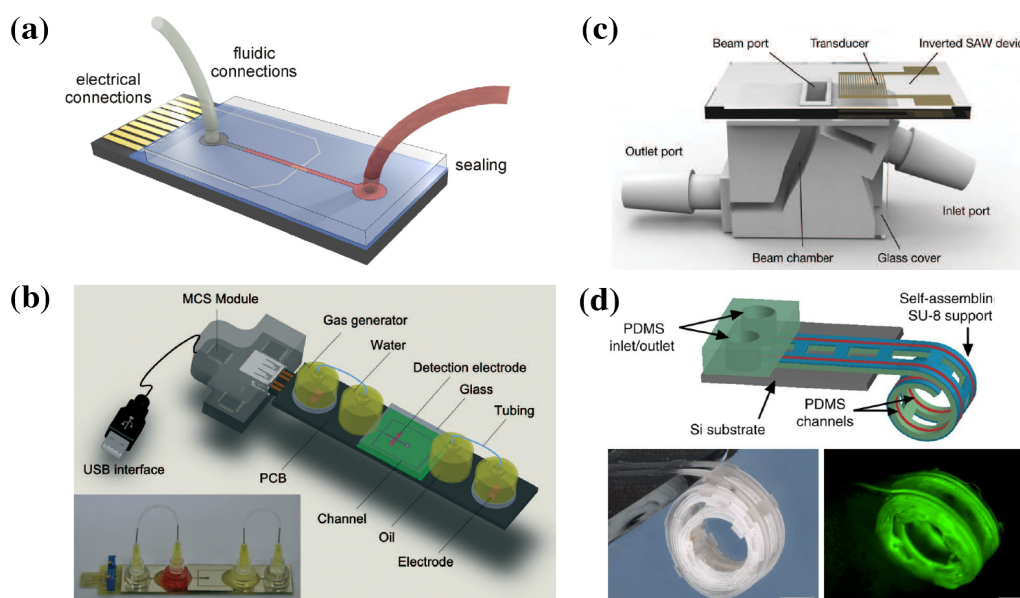 (a)
fluidic
connections
electrical
connections
sealing
(b)
MCS Module
Gas generator
Water
Detection electrode
Glass
Tubing
USB interface
PCB
Channel
Oil
Electrode
(c)
Beam port
Transducer
Inverted SAW devic
Outlet port
Inlet port
Beam chamber
Glass cover
(d)
Self-assemblin
SU-8 support
PDMS
inlet/outlet
PDMS
channels
Si substrate